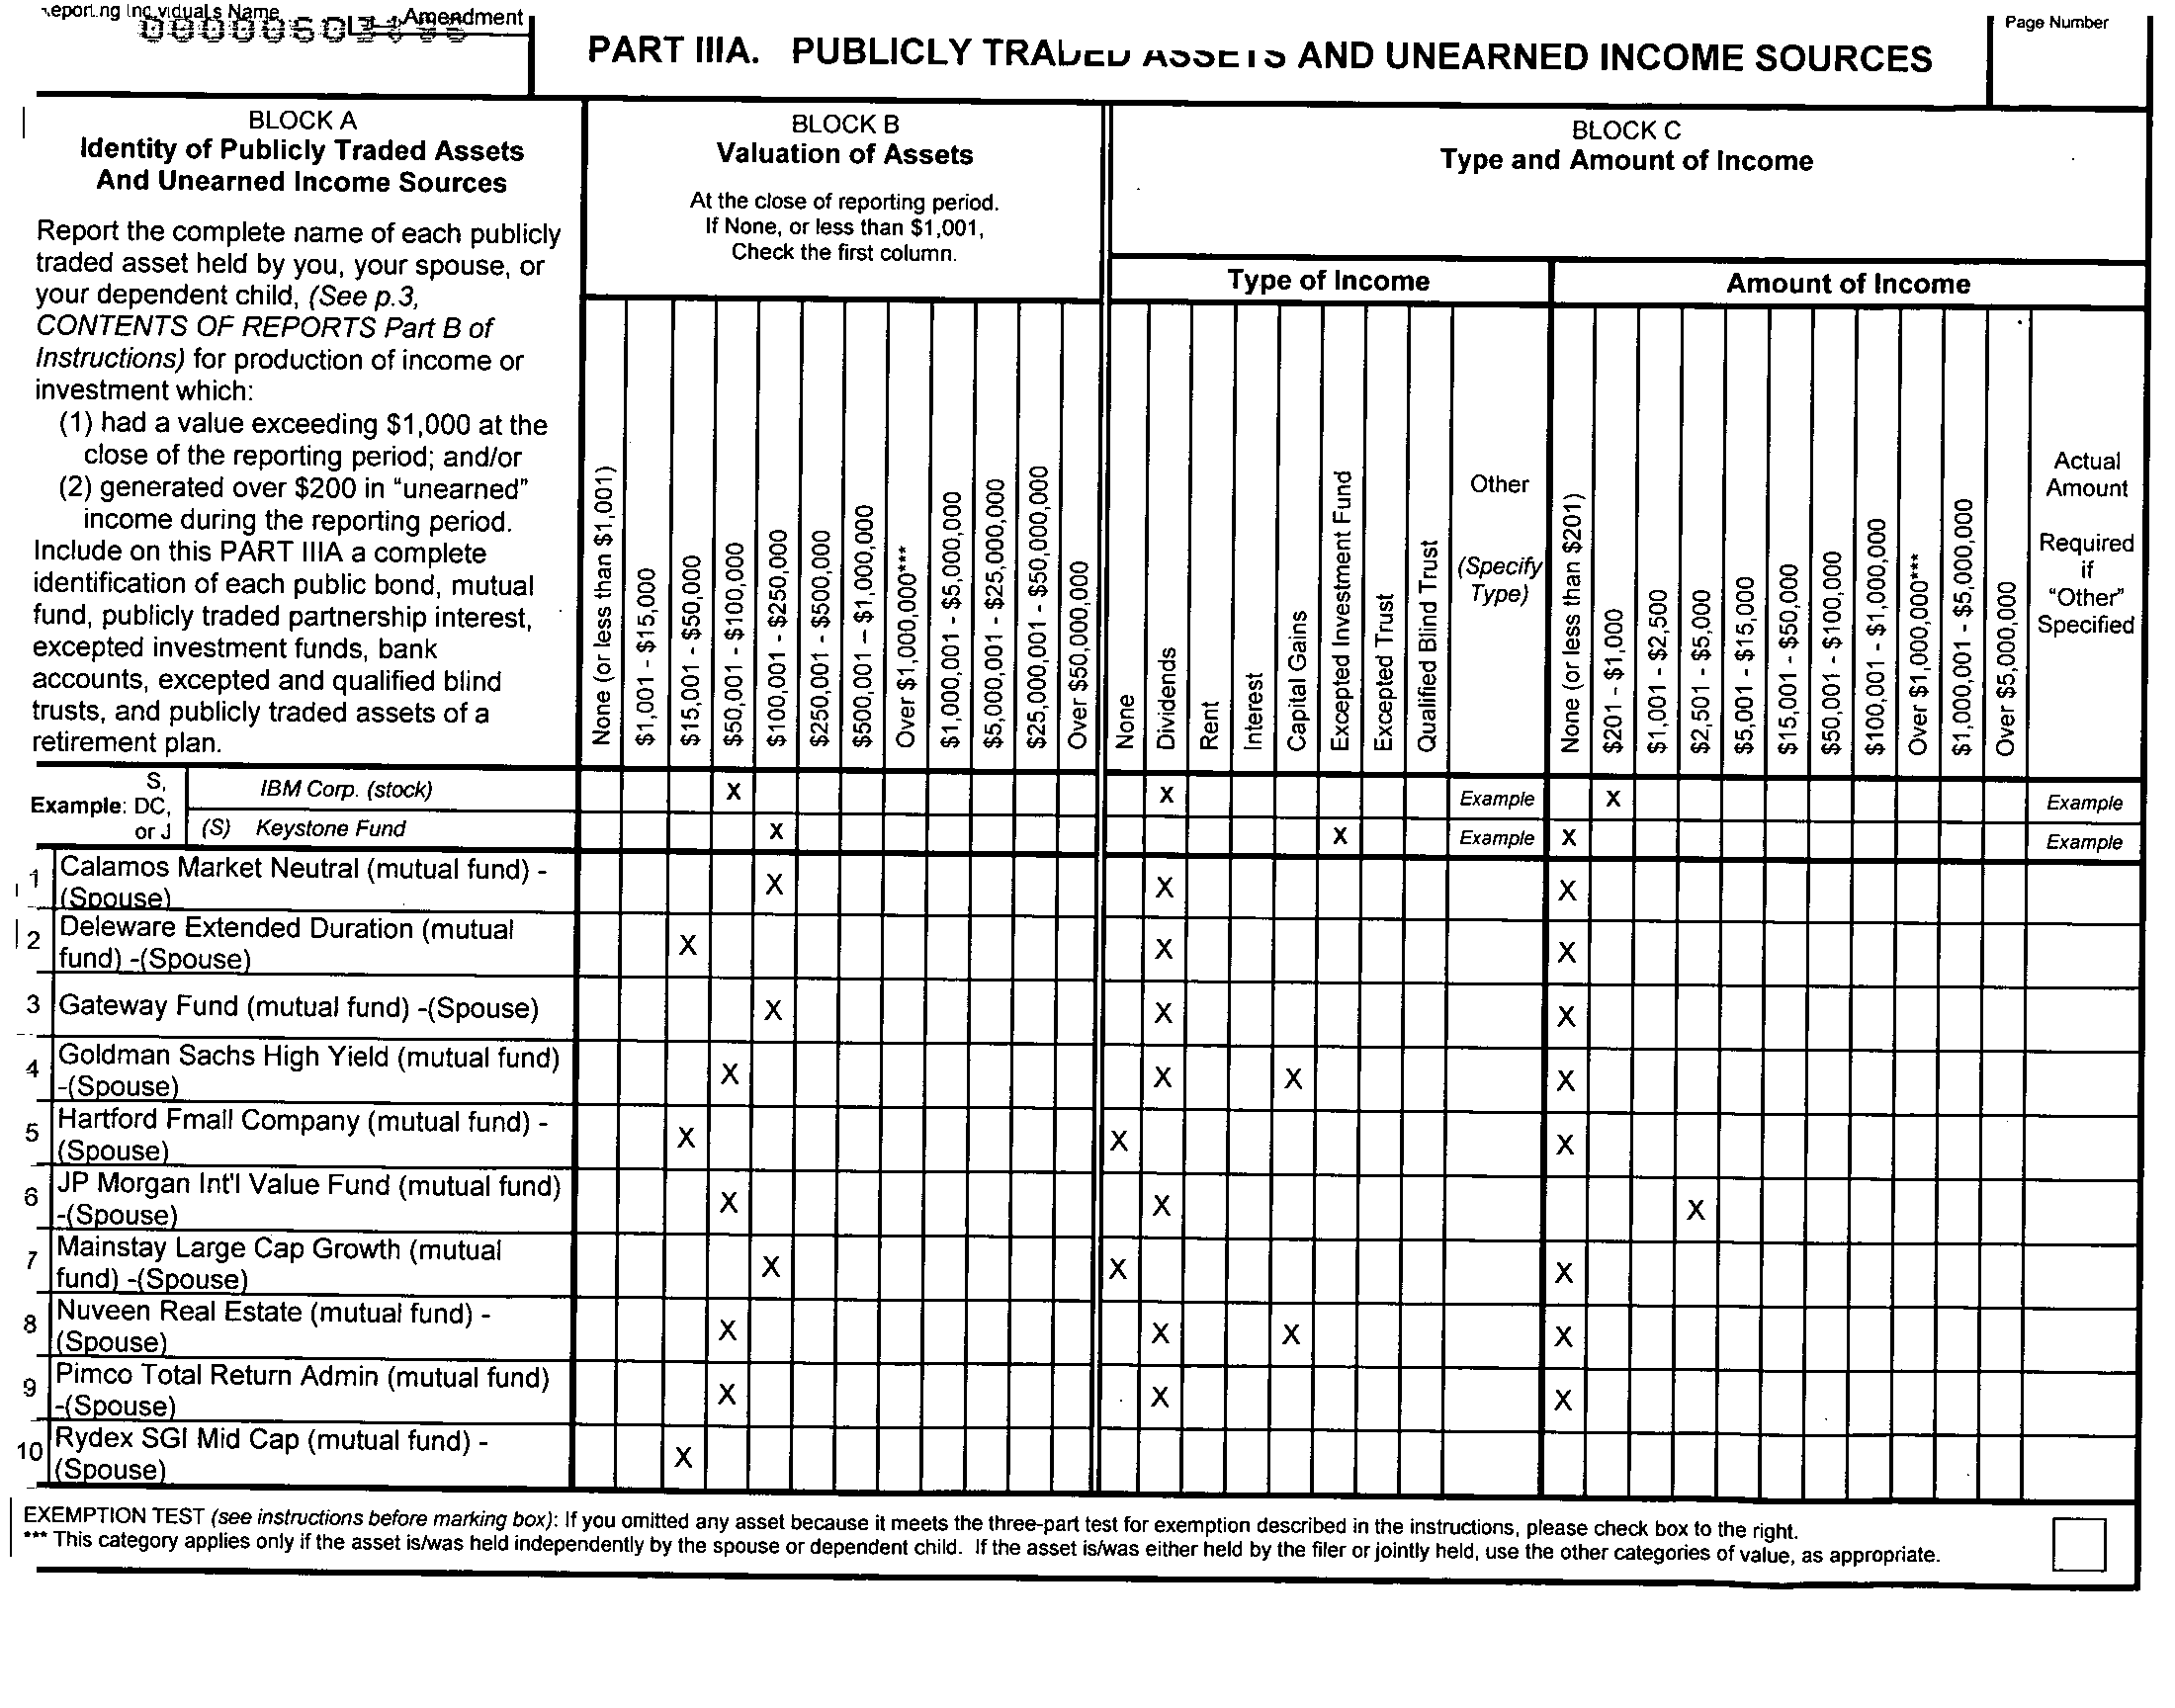 Name
Amendment
PART IIIA. PUBLICLY TRADED ASSETS AND UNEARNED INCOME SOURCES
Page Number
BLOCK A
Identity of Publicly Traded Assets
And Unearned Income Sources
Report the complete name of each publicly
traded asset held by you, your spouse, or
your dependent child, (See p.3,
CONTENTS OF REPORTS Part B of
Instructions) for production of income or
investment which:
(1) had a value exceeding $1,000 at the
close of the reporting period; and/or
(2) generated over $200 in "unearned"
income during the reporting period.
Include on this PART IIIA a complete
identification of each public bond, mutual
fund, publicly traded partnership interest,
excepted investment funds, bank
accounts, excepted and qualified blind
trusts, and publicly traded assets of a
retirement plan.
BLOCK B
Valuation of Assets
At the close of reporting period.
If None, or less than $1,001,
Check the first column.
None (or less than $1,001)
$1,001 - $15,000
$15,001 - $50,000
$50,001 - $100,000
$100,001 - $250,000
$250,001 - $500,000
$500,001 – $1,000,000
Over $1,000,000***
$1,000,001 - $5,000,000
$5,000,001 - $25,000,000
$25,000,001 - $50,000,000
Over $50,000,000
BLOCK C
Type and Amount of Income
Type of Income
None
Dividends
Rent
Interest
Capital Gains
Excepted Investment Fund
Excepted Trust
Qualified Blind Trust
Other
(Specify
Type)
Amount of Income
None (or less than $201)
$201 - $1,000
$1,001 - $2,500
$2,501 - $5,000
$5,001 - $15,000
$15,001 - $50,000
$50,001 - $100,000
$100,001 - $1,000,000
Over $1,000,000***
$1,000,001 - $5,000,000
Over $5,000,000
Actual
Amount
Required
if
"Other"
Specified
Example: S, DC, or J
IBM Corp. (stock) X X Example X Example
(S) Keystone Fund X X Example X Example
1 Calamos Market Neutral (mutual fund) -
(Spouse) X X X
2 Deleware Extended Duration (mutual
fund) -(Spouse) X X X
3 Gateway Fund (mutual fund) -(Spouse) X X X
4 Goldman Sachs High Yield (mutual fund)
-(Spouse) X X X X
5 Hartford Fmall Company (mutual fund) -
(Spouse) X X X
6 JP Morgan Int'l Value Fund (mutual fund)
-(Spouse) X X X
7 Mainstay Large Cap Growth (mutual
fund) -(Spouse) X X X
8 Nuveen Real Estate (mutual fund) -
(Spouse) X X X X
9 Pimco Total Return Admin (mutual fund)
-(Spouse) X X X
10 Rydex SGI Mid Cap (mutual fund) -
(Spouse) X
EXEMPTION TEST (see instructions before marking box): If you omitted any asset because it meets the three-part test for exemption described in the instructions, please check box to the right.
*** This category applies only if the asset is/was held independently by the spouse or dependent child. If the asset is/was either held by the filer or jointly held, use the other categories of value, as appropriate.